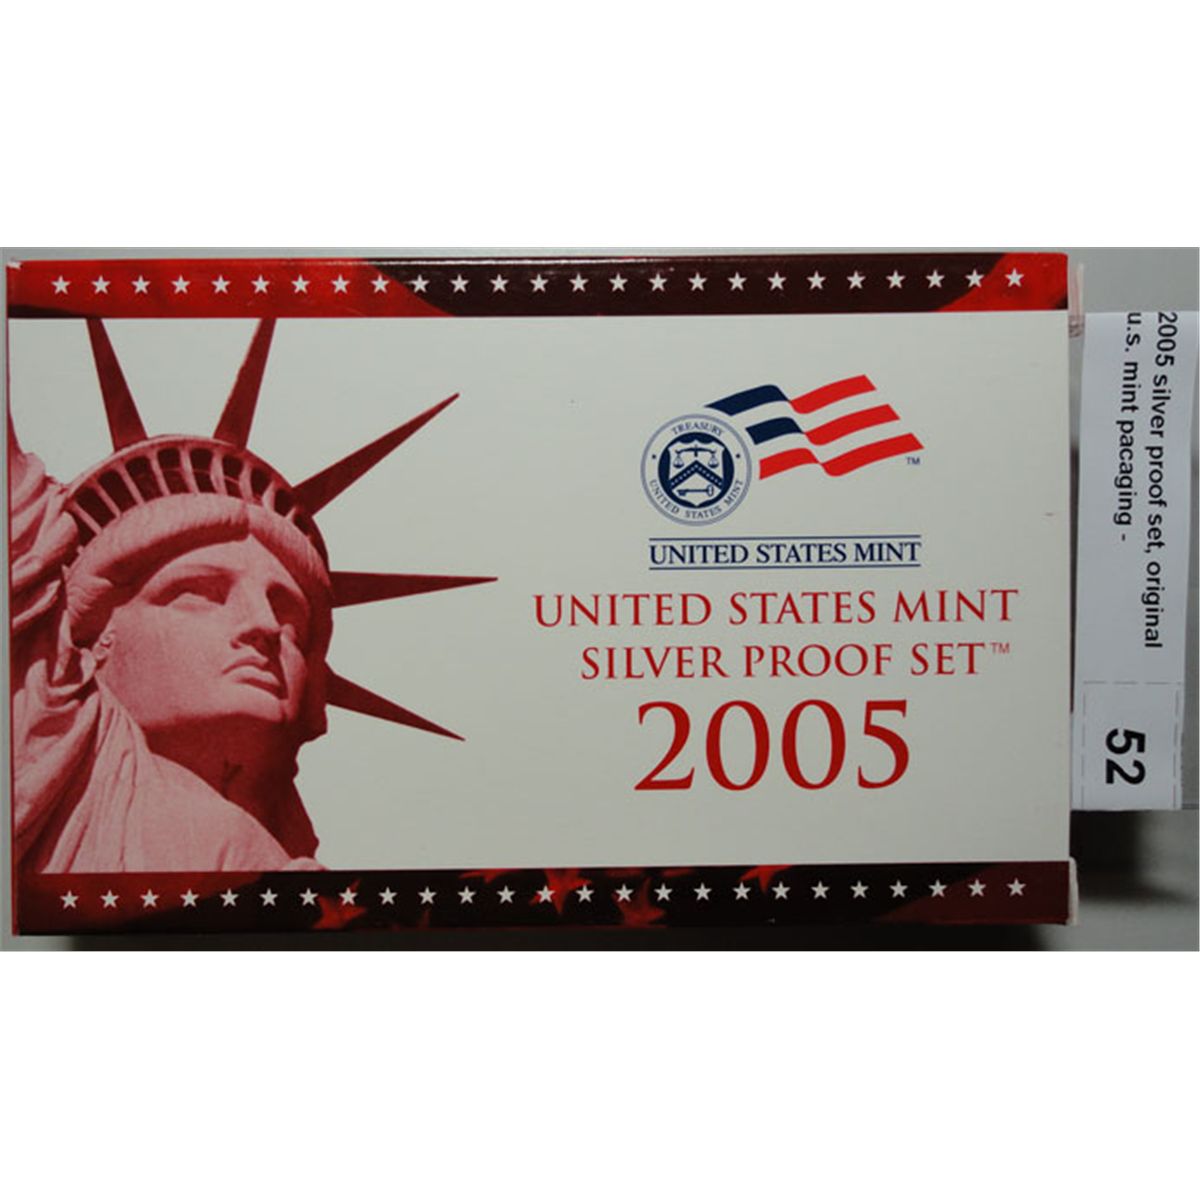 TREASURY
UNITED STATES MINT
TM
UNITED STATES MINT
UNITED STATES MINT
SILVER PROOF SET™
2005
2005 silver proof set, original
u.s. mint pacaging -
52